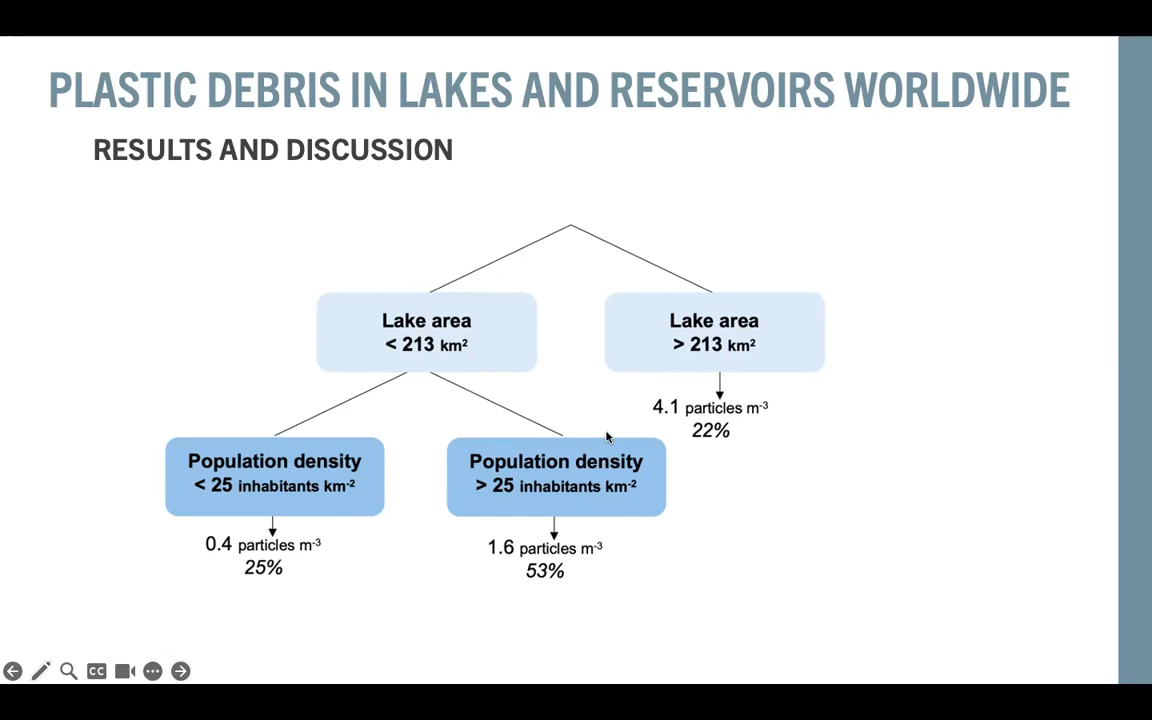 PLASTIC DEBRIS IN LAKES AND RESERVOIRS WORLDWIDE
RESULTS AND DISCUSSION
Lake area
< 213 km²
Lake area
> 213 km²
4.1 particles m⁻³
22%
Population density
< 25 inhabitants km⁻²
Population density
> 25 inhabitants km⁻²
0.4 particles m⁻³
25%
1.6 particles m⁻³
53%
CC